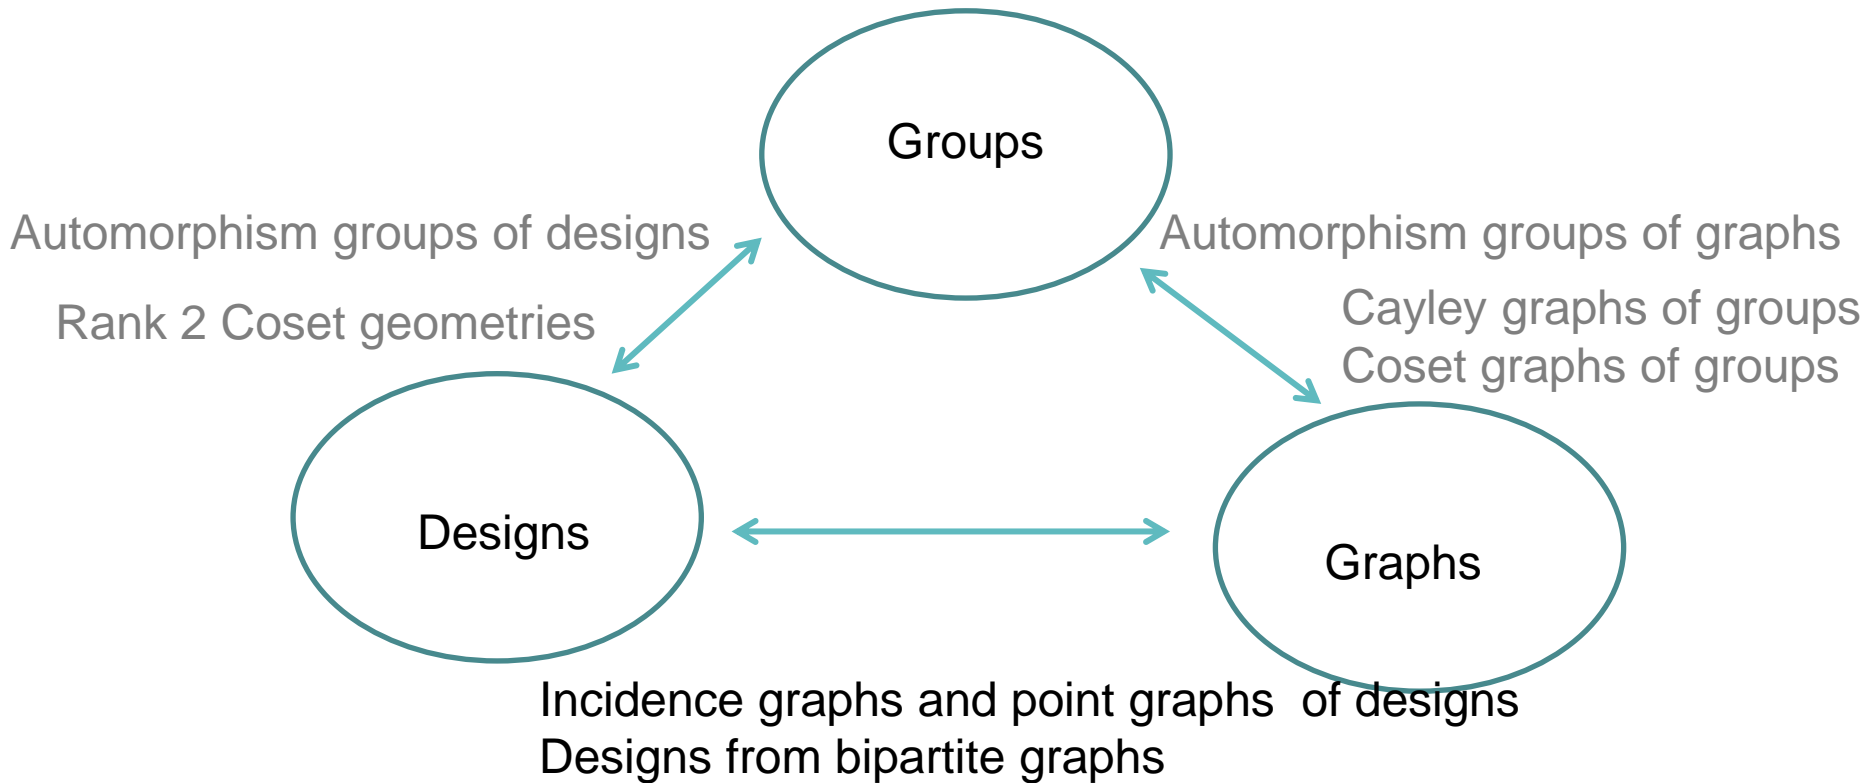 Groups
Automorphism groups of designs
Automorphism groups of graphs
Rank 2 Coset geometries
Cayley graphs of groups
Coset graphs of groups
Designs
Graphs
Incidence graphs and point graphs of designs
Designs from bipartite graphs